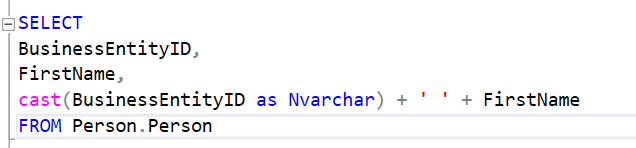 SELECT
BusinessEntityID,
FirstName,
cast(BusinessEntityID as Nvarchar) + ' ' + FirstName
FROM Person.Person